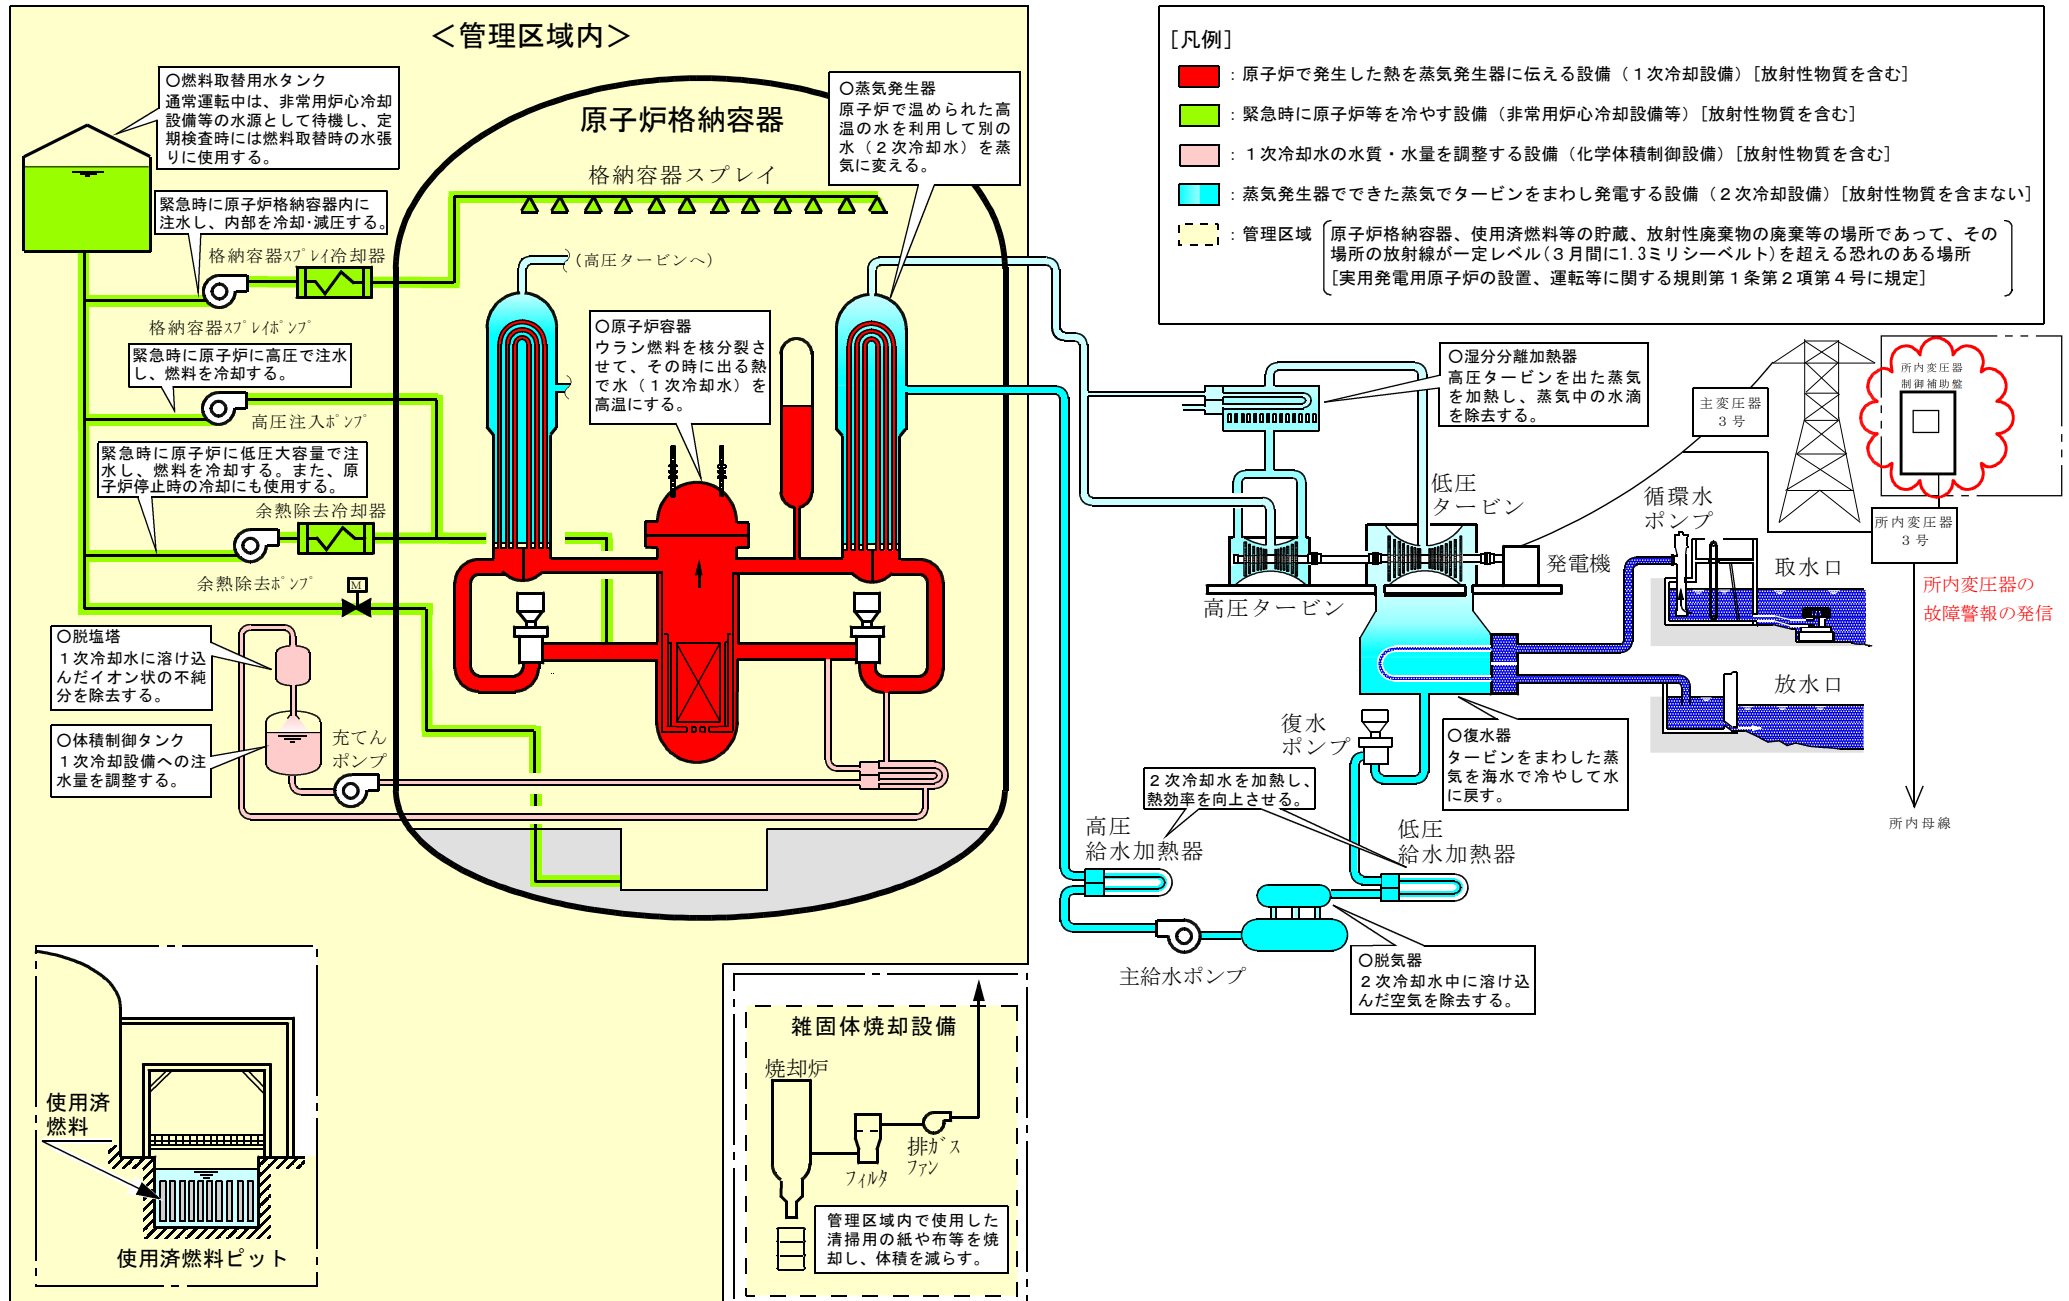 ＜管理区域内＞
○燃料取替用水タンク
通常運転中は、非常用炉心冷却
設備等の水源として待機し、定
期検査時には燃料取替時の水張
りに使用する。
原子炉格納容器
○蒸気発生器
原子炉で温められた高
温の水を利用して別の
水（２次冷却水）を蒸
気に変える。
格納容器スプレイ
緊急時に原子炉格納容器内に
注水し、内部を冷却・減圧する。
格納容器ｽﾌﾟﾚｲ冷却器
（高圧タービンへ）
格納容器ｽﾌﾟﾚｲﾎﾟﾝﾌﾟ
○原子炉容器
ウラン燃料を核分裂さ
せて、その時に出る熱
で水（１次冷却水）を
高温にする。
緊急時に原子炉に高圧で注水
し、燃料を冷却する。
高圧注入ﾎﾟﾝﾌﾟ
緊急時に原子炉に低圧大容量で注
水し、燃料を冷却する。また、原
子炉停止時の冷却にも使用する。
余熱除去冷却器
余熱除去ﾎﾟﾝﾌﾟ
M
○脱塩塔
１次冷却水に溶け込
んだイオン状の不純
分を除去する。
○体積制御タンク
１次冷却設備への注
水量を調整する。
充てん
ポンプ
［凡例］
：原子炉で発生した熱を蒸気発生器に伝える設備（１次冷却設備）［放射性物質を含む］
：緊急時に原子炉等を冷やす設備（非常用炉心冷却設備等）［放射性物質を含む］
：１次冷却水の水質・水量を調整する設備（化学体積制御設備）［放射性物質を含む］
：蒸気発生器でできた蒸気でタービンをまわし発電する設備（２次冷却設備）［放射性物質を含まない］
：管理区域
原子炉格納容器、使用済燃料等の貯蔵、放射性廃棄物の廃棄等の場所であって、その
場所の放射線が一定レベル（３月間に1.3ミリシーベルト）を超える恐れのある場所
［実用発電用原子炉の設置、運転等に関する規則第１条第２項第４号に規定］
○湿分分離加熱器
高圧タービンを出た蒸気
を加熱し、蒸気中の水滴
を除去する。
主変圧器
３号
所内変圧器
制御補助盤
低圧
タービン
循環水
ポンプ
所内変圧器
３号
発電機
取水口
高圧タービン
所内変圧器の
故障警報の発信
放水口
復水
ポンプ
○復水器
タービンをまわした蒸
気を海水で冷やして水
に戻す。
２次冷却水を加熱し、
熱効率を向上させる。
高圧
給水加熱器
低圧
給水加熱器
所内母線
主給水ポンプ
○脱気器
２次冷却水中に溶け込
んだ空気を除去する。
使用済
燃料
使用済燃料ピット
雑固体焼却設備
焼却炉
フィルタ
排ｶﾞｽ
ﾌｧﾝ
管理区域内で使用した
清掃用の紙や布等を焼
却し、体積を減らす。